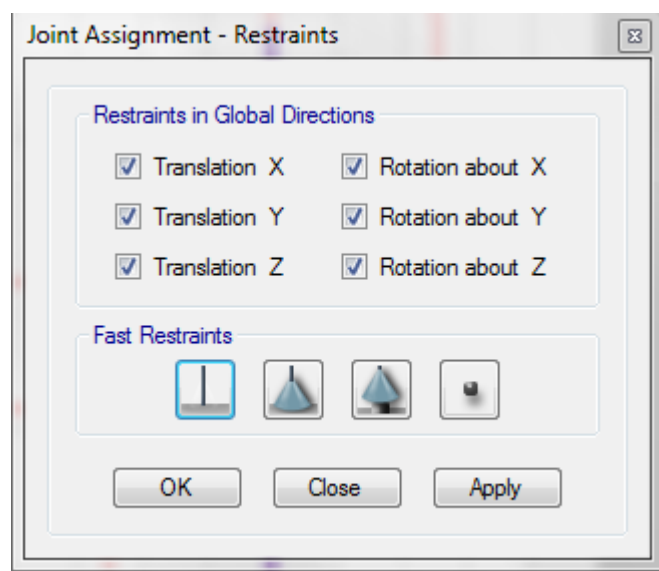 Joint Assignment - Restraints
Restraints in Global Directions
Translation X Rotation about X
Translation Y Rotation about Y
Translation Z Rotation about Z
Fast Restraints
OK Close Apply